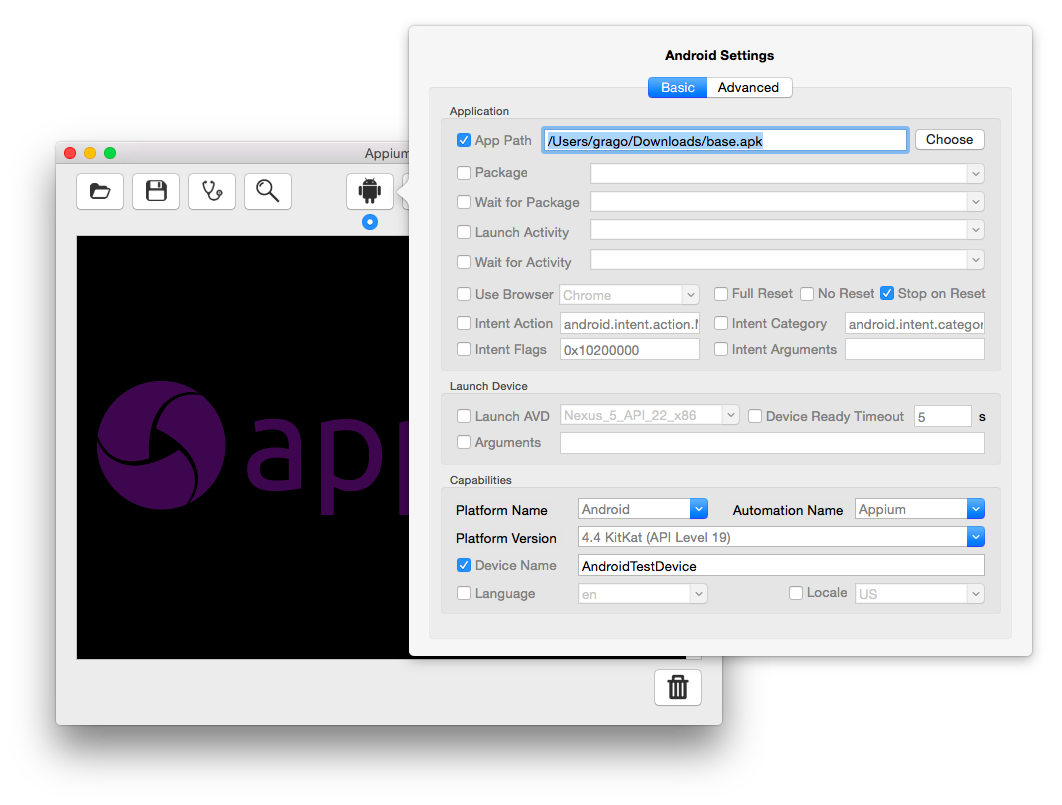 Android Settings
Basic Advanced
Application
App Path /Users/grago/Downloads/base.apk Choose
Appium
Package
Wait for Package
Launch Activity
Wait for Activity
Use Browser Chrome Full Reset No Reset Stop on Reset
Intent Action android.intent.action. Intent Category android.intent.categor
Intent Flags 0x10200000 Intent Arguments
Launch Device
Launch AVD Nexus_5_API_22_x86 Device Ready Timeout 5 s
Arguments
app
Capabilities
Platform Name Android Automation Name Appium
Platform Version 4.4 KitKat (API Level 19)
Device Name AndroidTestDevice
Language en Locale US